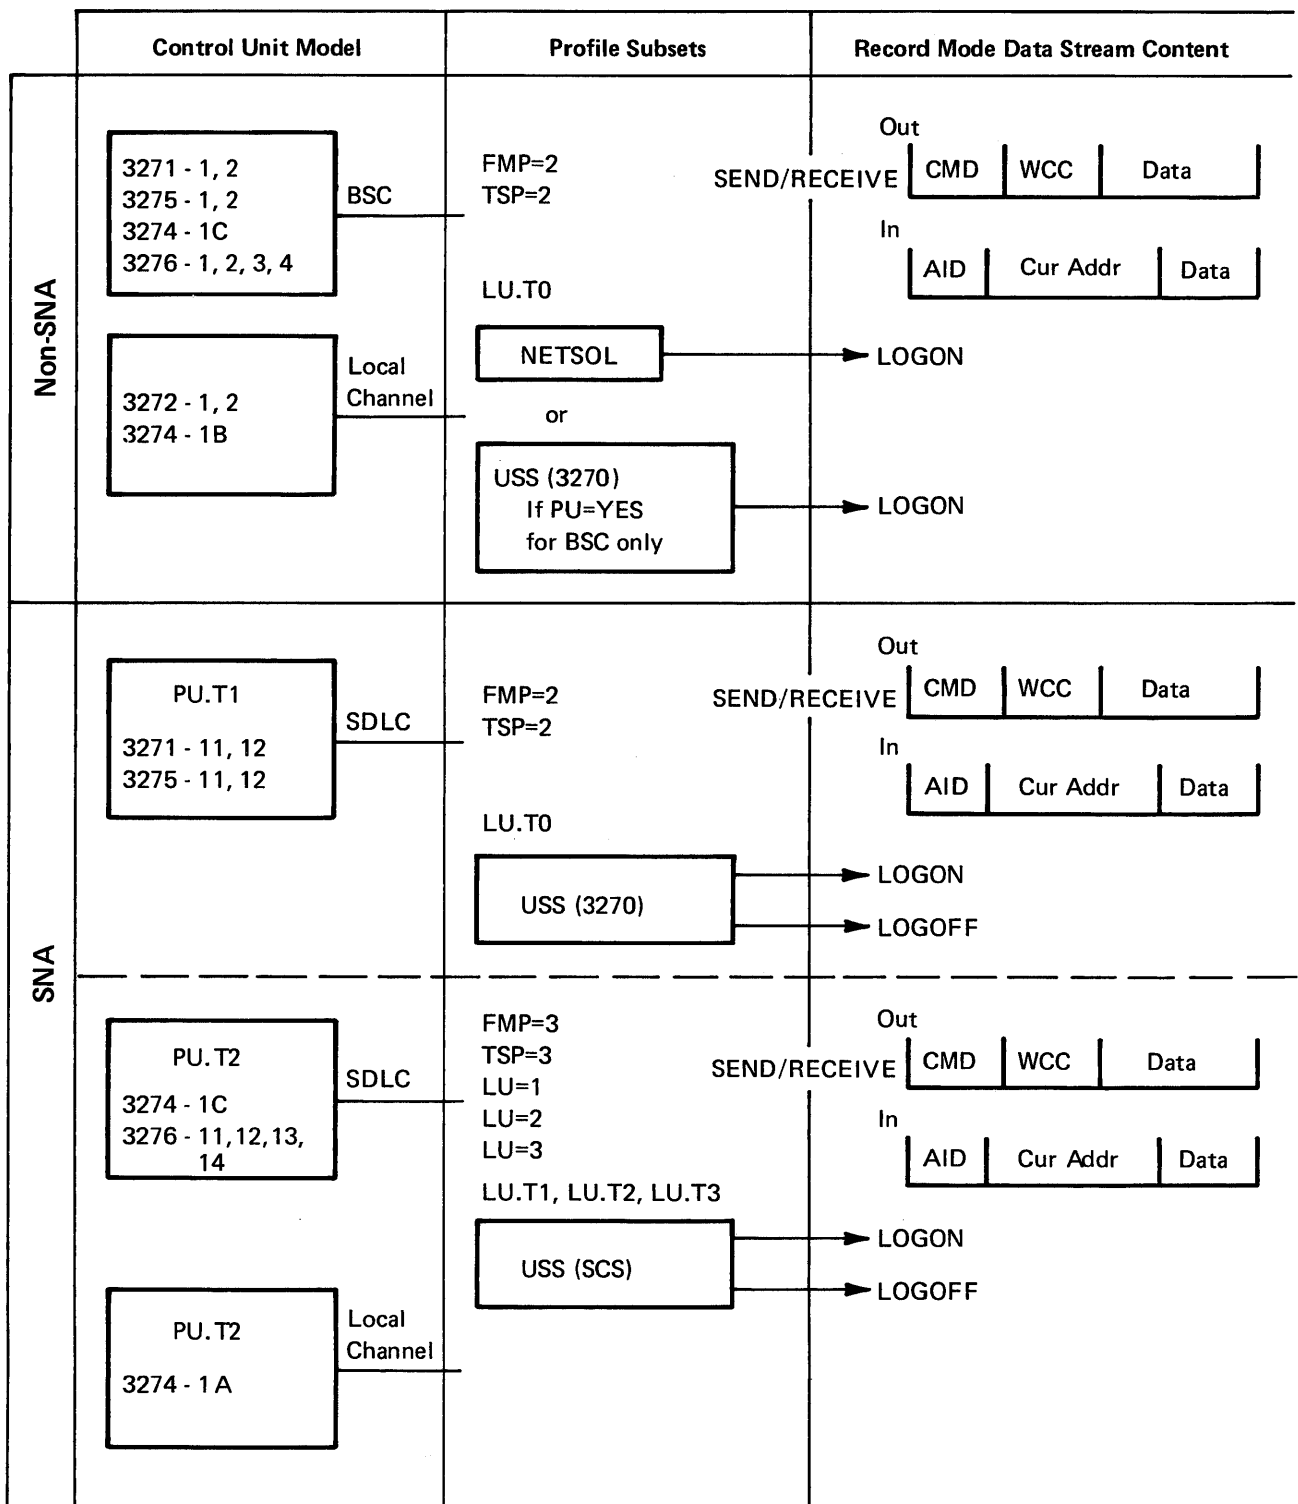 Control Unit Model
Profile Subsets
Record Mode Data Stream Content
Non-SNA
3271 - 1, 2
3275 - 1, 2
3274 - 1C
3276 - 1, 2, 3, 4
BSC
3272 - 1, 2
3274 - 1B
Local
Channel
FMP=2
TSP=2
LU.T0
NETSOL
or
USS (3270)
If PU=YES
for BSC only
SEND/RECEIVE
Out
CMD WCC Data
In
AID Cur Addr Data
LOGON
LOGON
SNA
PU.T1
3271 - 11, 12
3275 - 11, 12
SDLC
FMP=2
TSP=2
LU.T0
USS (3270)
SEND/RECEIVE
Out
CMD WCC Data
In
AID Cur Addr Data
LOGON
LOGOFF
PU.T2
3274 - 1C
3276 - 11, 12, 13,
14
SDLC
PU.T2
3274 - 1A
Local
Channel
FMP=3
TSP=3
LU=1
LU=2
LU=3
LU.T1, LU.T2, LU.T3
USS (SCS)
SEND/RECEIVE
Out
CMD WCC Data
In
AID Cur Addr Data
LOGON
LOGOFF